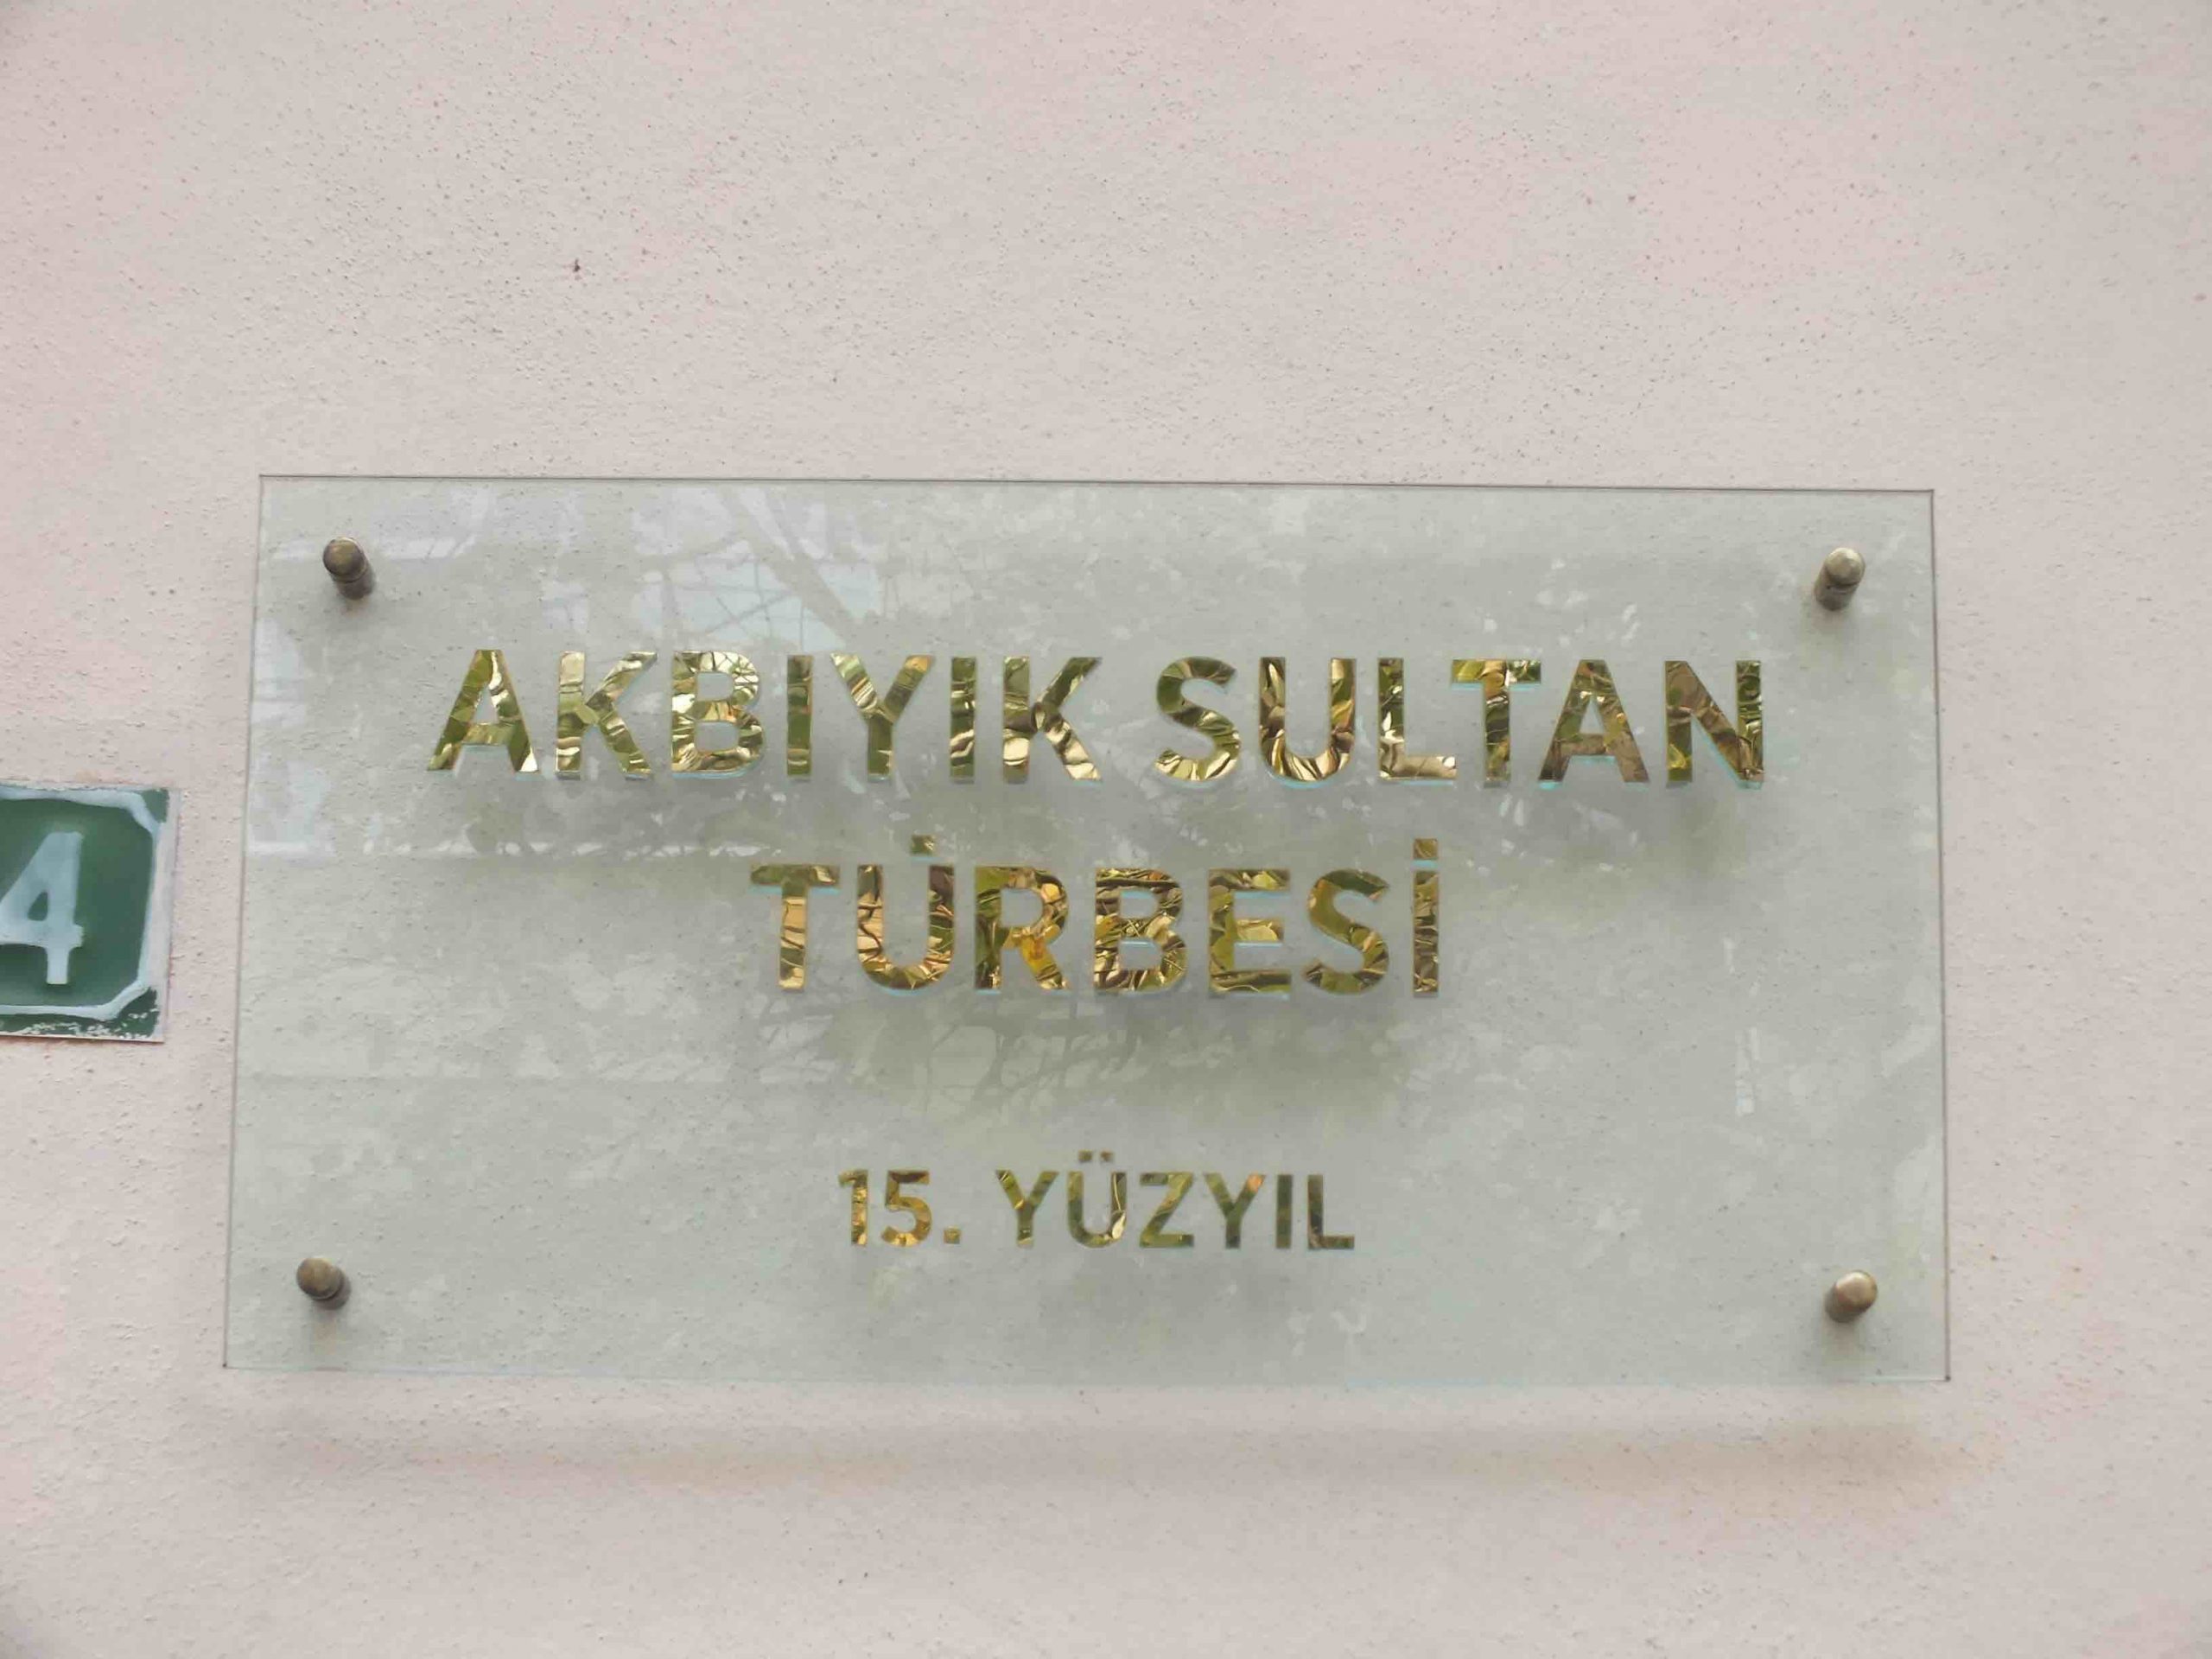 AKBIYIK SULTAN
TÜRBESİ
15. YÜZYIL
4